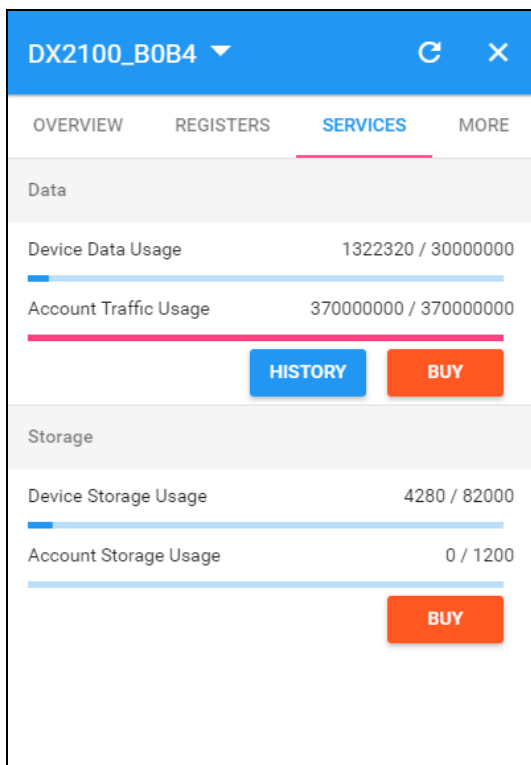 DX2100_B0B4
OVERVIEW REGISTERS SERVICES MORE
Data
Device Data Usage 1322320 / 30000000
Account Traffic Usage 370000000 / 370000000
HISTORY BUY
Storage
Device Storage Usage 4280 / 82000
Account Storage Usage 0 / 1200
BUY